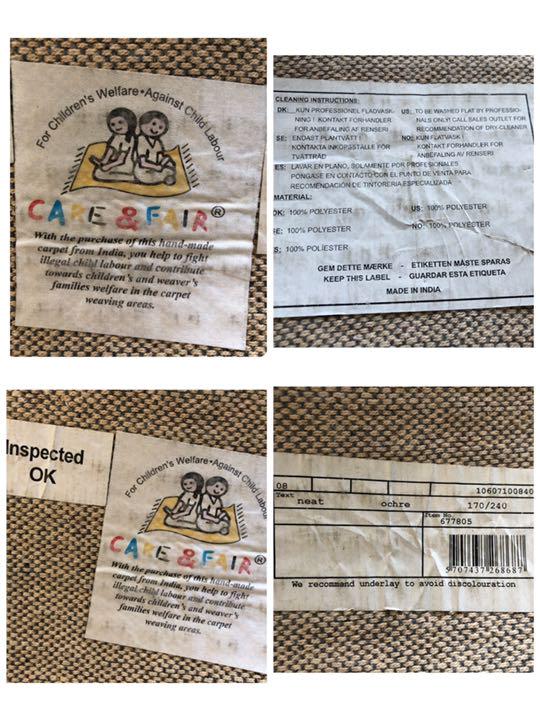 For Children's Welfare • Against Child Labour
CARE & FAIR®
With the purchase of this hand-made
carpet from India, you help to fight
illegal child labour and contribute
towards children's and weaver's
families welfare in the carpet
weaving areas.
CLEANING INSTRUCTIONS:
DK: KUN PROFESSIONEL FLADVASK-
NING! KONTAKT FORHANDLER
FOR ANBEFALING AF RENSERI
US: TO BE WASHED FLAT BY PROFESSIO-
NALS ONLY! CALL SALES OUTLET FOR
RECOMMENDATION OF DRY-CLEANER
SE: ENDAST PLANTVÄTT!
KONTAKTA INKOPSSTÄLLE FÖR
TVÄTTRÅD
NO: KUN FLATVASK!
KONTAKT FORHANDLER FOR
ANBEFALING AV RENSERI
ES: LAVAR EN PLANO, SOLAMENTE POR PROFESIONALES
PÓNGASE EN CONTACTO CON EL PUNTO DE VENTA PARA
RECOMENDACIÓN DE TINTORERIA ESPECIALIZADA
MATERIAL:
DK: 100% POLYESTER
US: 100% POLYESTER
SE: 100% POLYESTER
NO: 100% POLYESTER
ES: 100% POLIESTER
GEM DETTE MÆRKE - ETIKETTEN MÅSTE SPARAS
KEEP THIS LABEL - GUARDAR ESTA ETIQUETA
MADE IN INDIA
Inspected
OK
For Children's Welfare • Against Child Labour
CARE & FAIR®
With the purchase of this hand-made
carpet from India, you help to fight
illegal child labour and contribute
towards children's and weaver's
families welfare in the carpet
weaving areas.
08 10607100840
Text
neat ochre 170/240
Item No.
677805
5 707437 268687
We recommend underlay to avoid discolouration